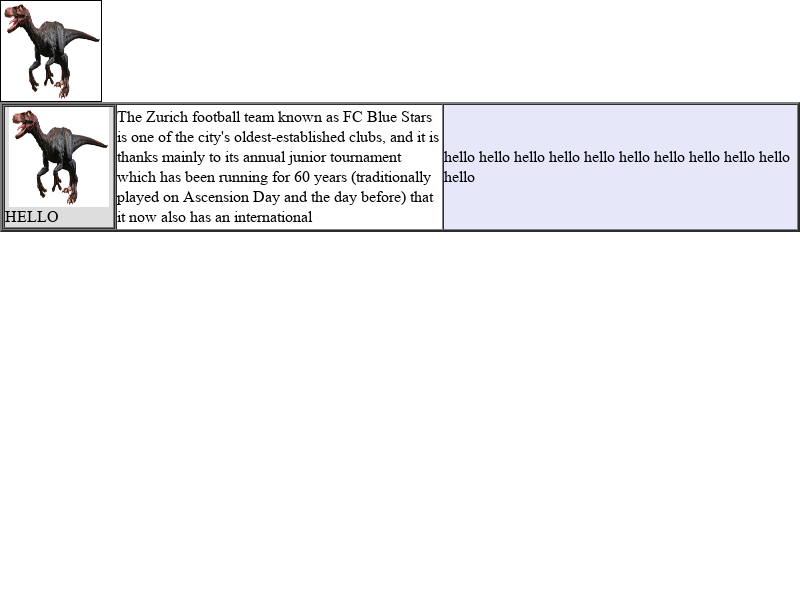 HELLO
The Zurich football team known as FC Blue Stars
is one of the city's oldest-established clubs, and it is
thanks mainly to its annual junior tournament
which has been running for 60 years (traditionally
played on Ascension Day and the day before) that
it now also has an international
hello hello hello hello hello hello hello hello hello hello
hello